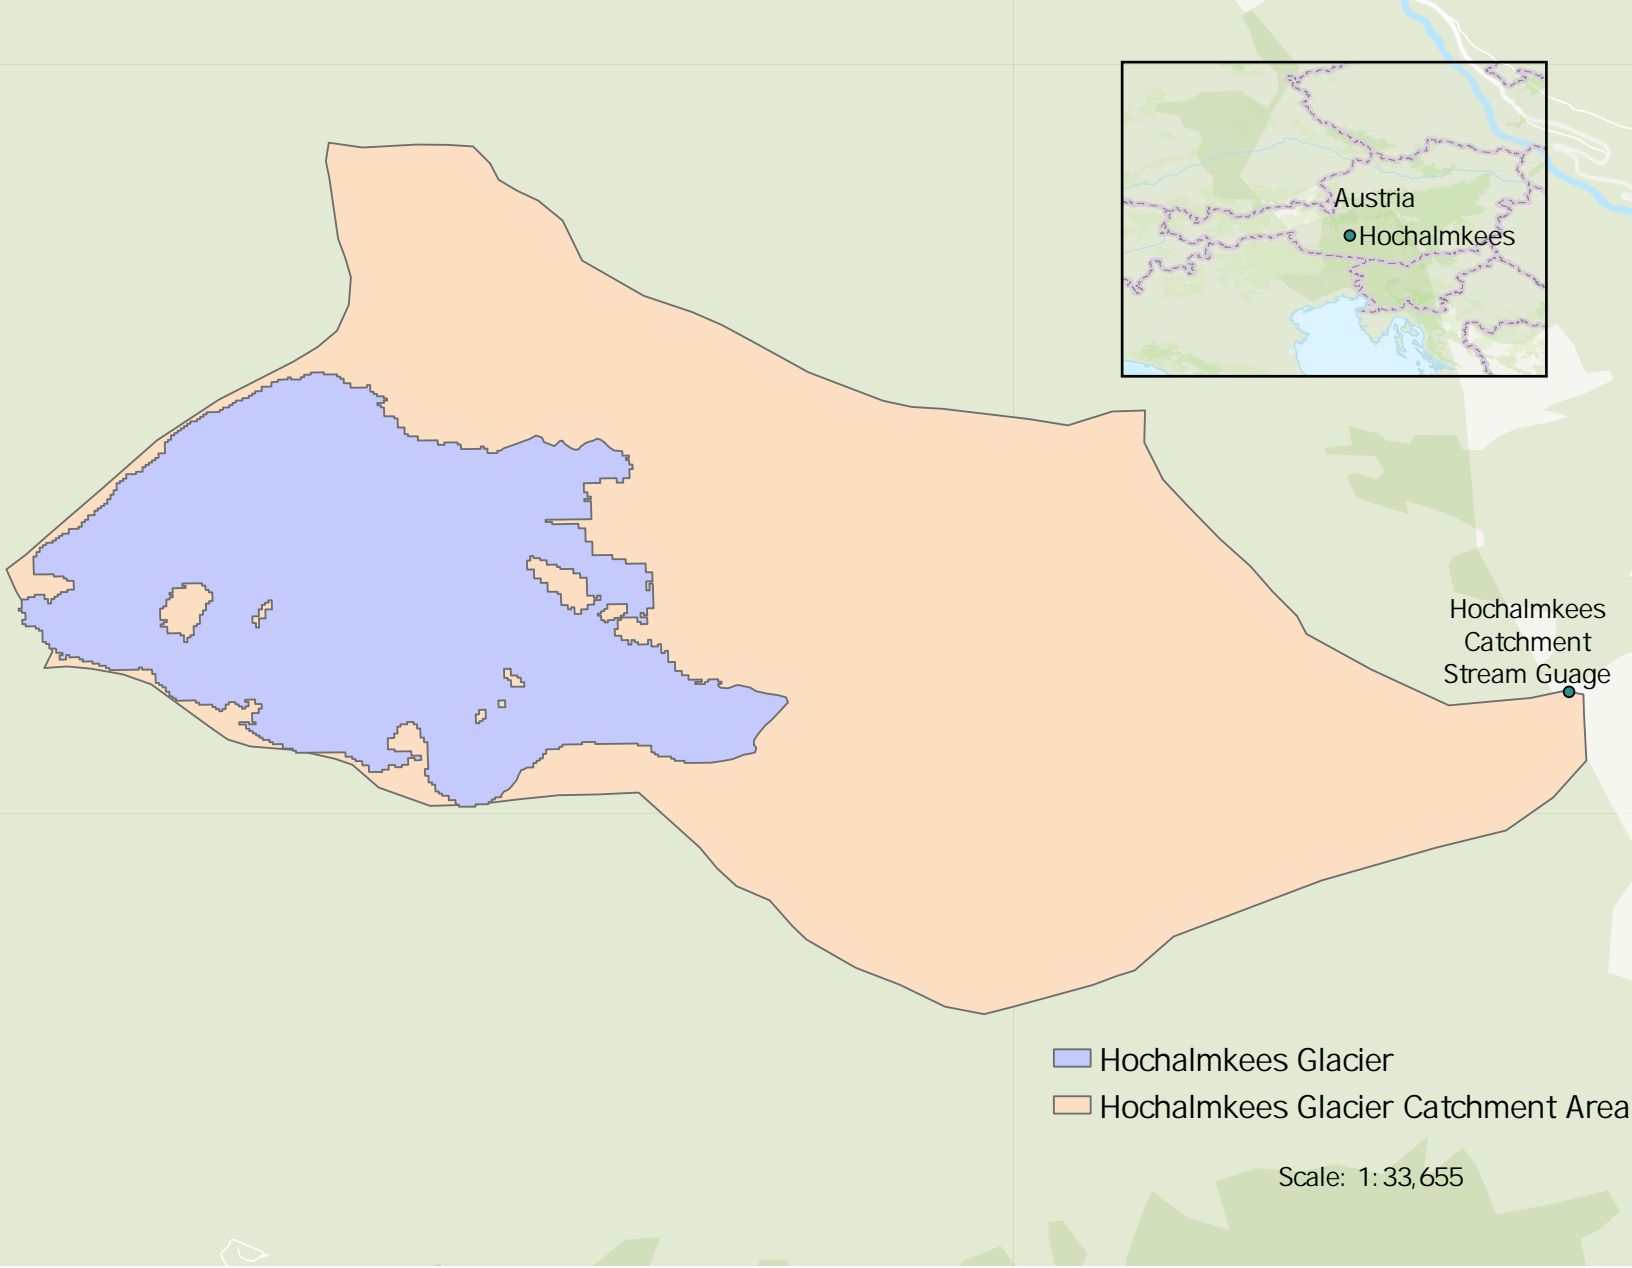 Austria
Hochalmkees
Hochalmkees
Catchment
Stream Guage
Hochalmkees Glacier
Hochalmkees Glacier Catchment Area
Scale: 1:33,655